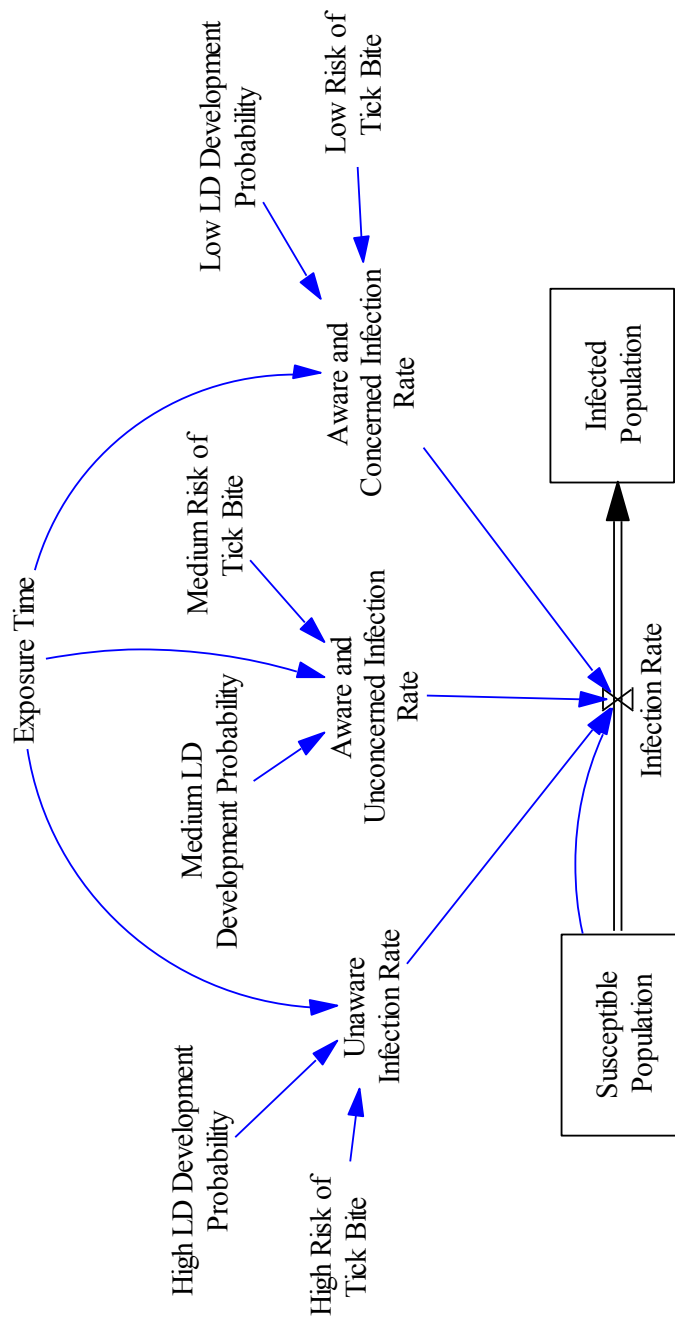 Exposure Time
High LD Development
Probability
Medium LD
Development Probability
Medium Risk of
Tick Bite
Low LD Development
Probability
High Risk of
Tick Bite
Unaware
Infection Rate
Aware and
Unconcerned Infection
Rate
Aware and
Concerned Infection
Rate
Low Risk of
Tick Bite
Susceptible
Population
Infection Rate
Infected
Population